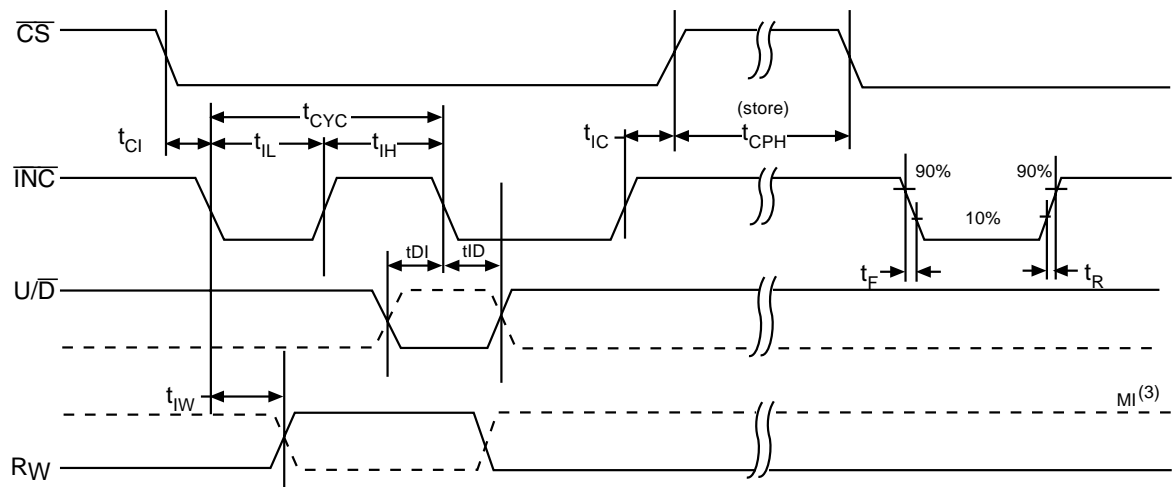 CS
(store)
tCYC
tCI
tIL
tIH
tIC
tCPH
INC
90%
90%
10%
tDI
tID
tF
tR
U/D
tIW
MI(3)
RW